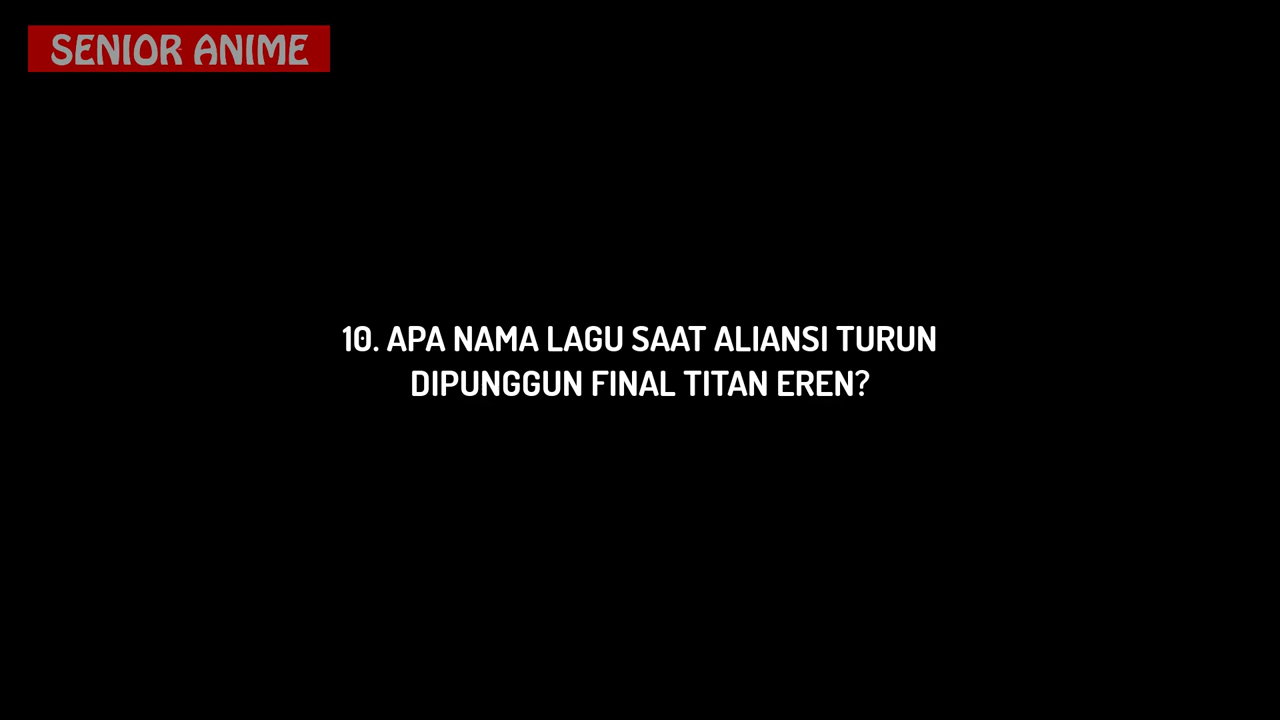 SENIOR ANIME
10. APA NAMA LAGU SAAT ALIANSI TURUN
DIPUNGGUN FINAL TITAN EREN?